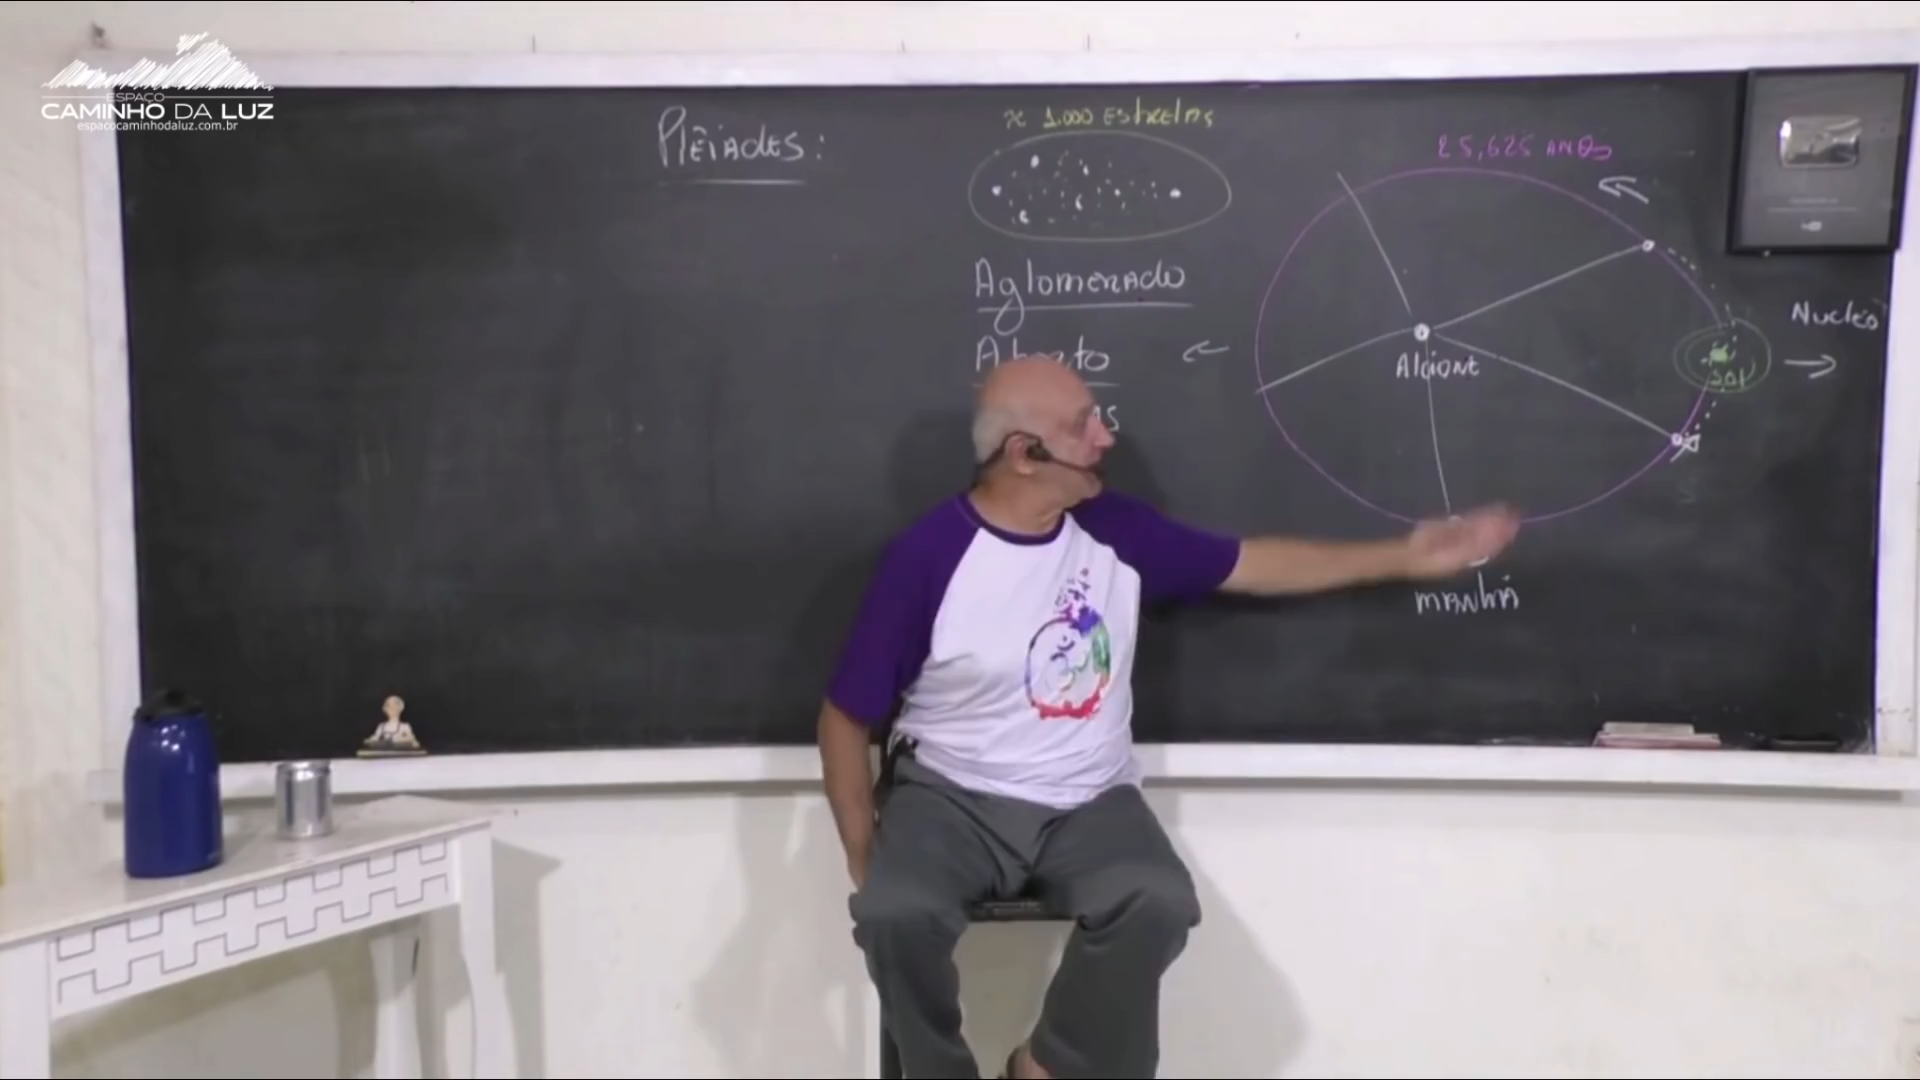 ESPAÇO
CAMINHO DA LUZ
espacocaminhodaluz.com.br
Plêiades:
≈ 1.000 Estrelas
Aglomerado
Aberto
25,625 ANOS
Alcione
Nucleo
SOl
MANhÃ